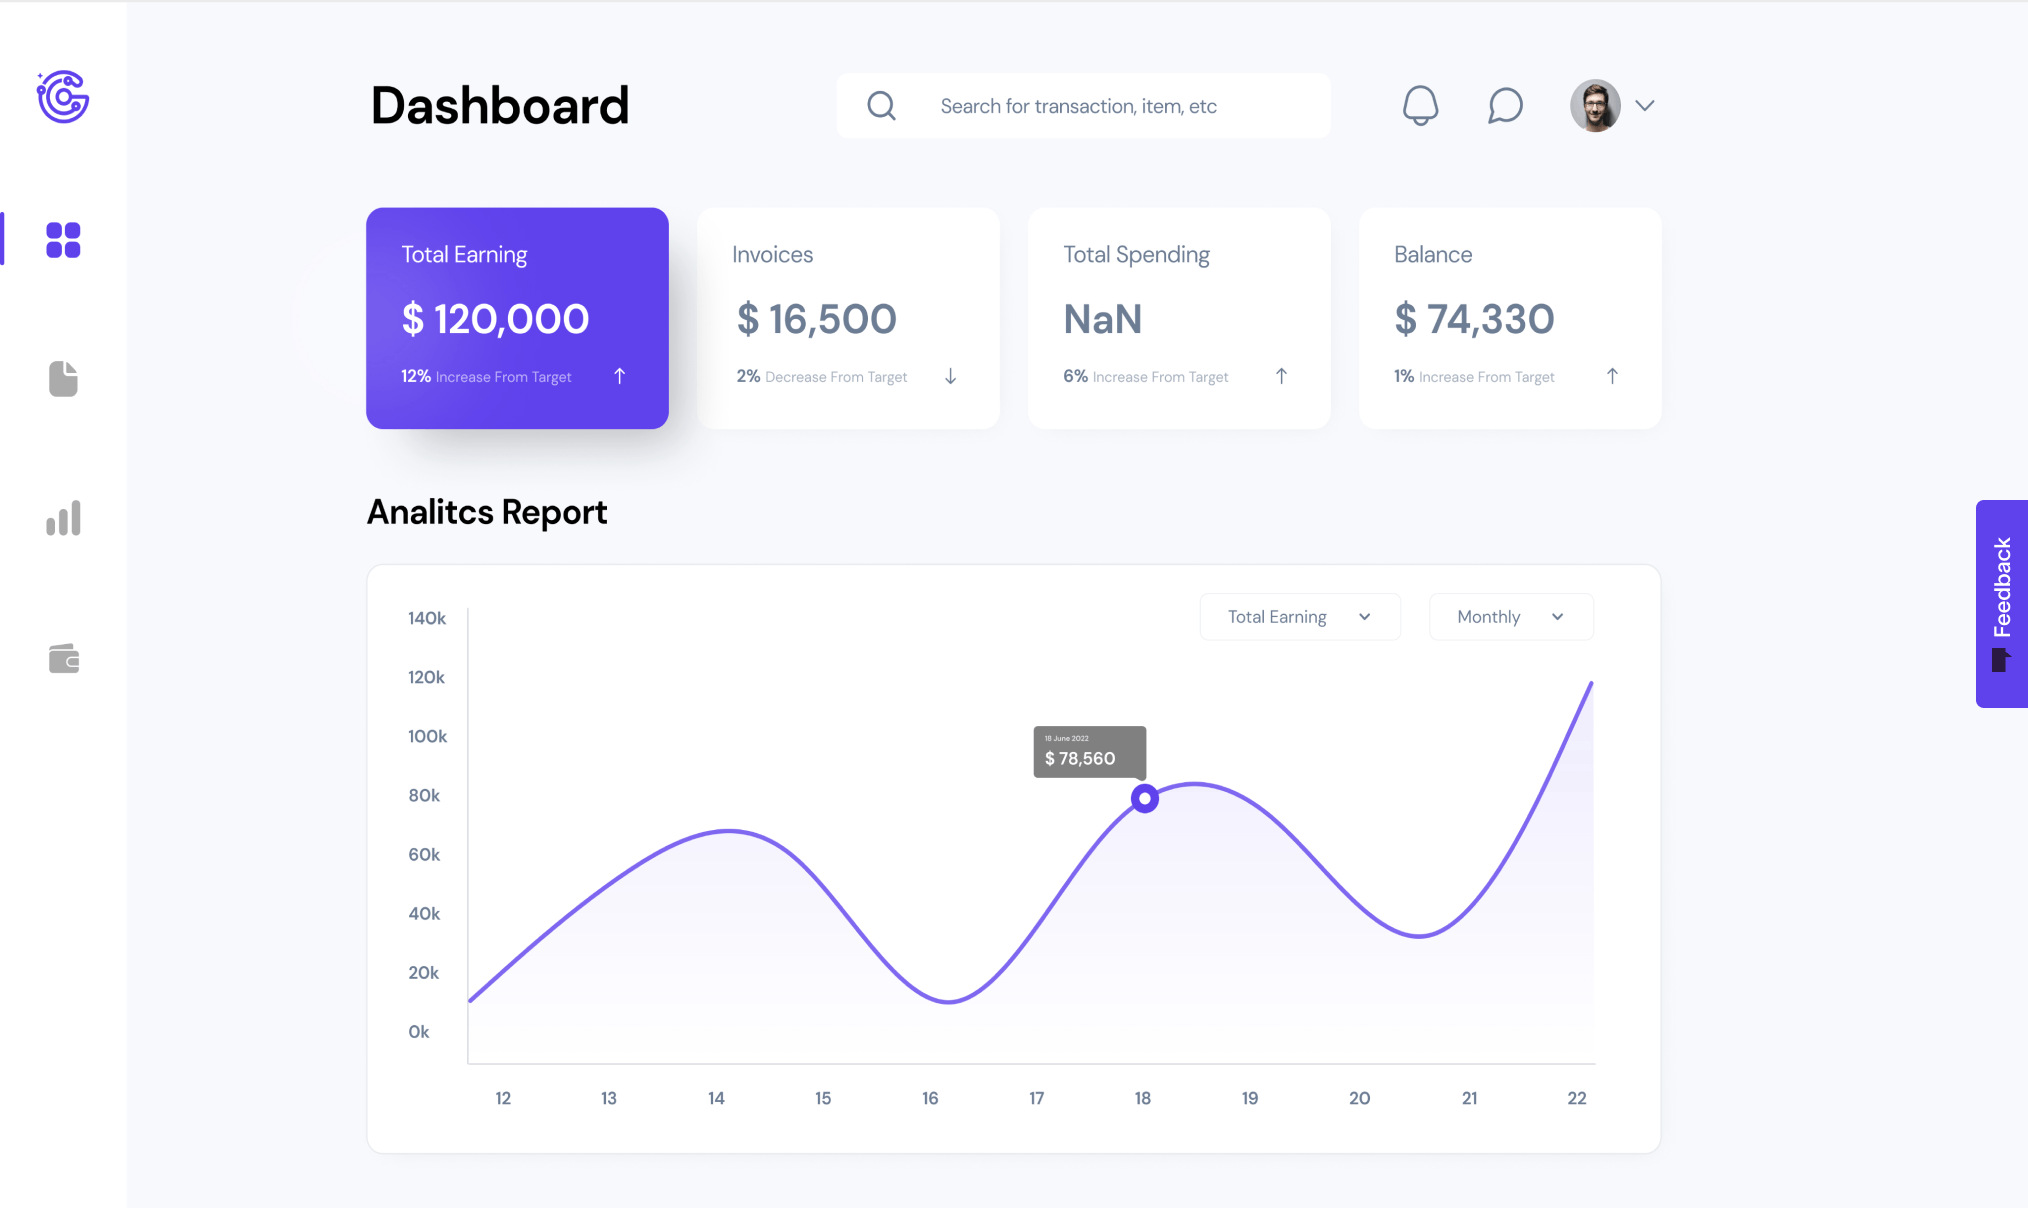 Dashboard
Search for transaction, item, etc
Total Earning
$ 120,000
12% Increase From Target
Invoices
$ 16,500
2% Decrease From Target
Total Spending
NaN
6% Increase From Target
Balance
$ 74,330
1% Increase From Target
Analitcs Report
Total Earning
Monthly
140k
120k
100k
80k
60k
40k
20k
0k
18 June 2022
$ 78,560
12 13 14 15 16 17 18 19 20 21 22
Feedback